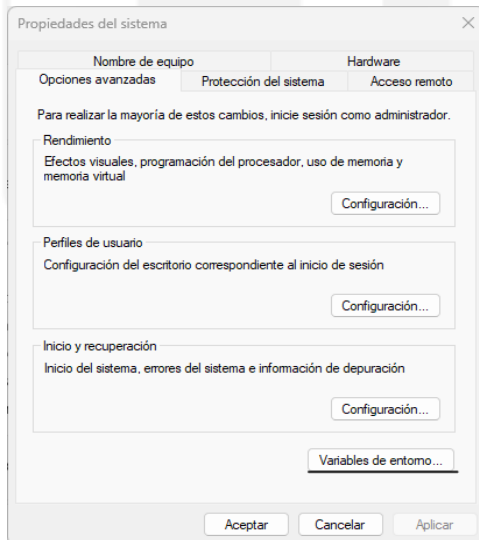 Propiedades del sistema
Nombre de equipo
Hardware
Opciones avanzadas
Protección del sistema
Acceso remoto
Para realizar la mayoría de estos cambios, inicie sesión como administrador.
Rendimiento
Efectos visuales, programación del procesador, uso de memoria y
memoria virtual
Configuración...
Perfiles de usuario
Configuración del escritorio correspondiente al inicio de sesión
Configuración...
Inicio y recuperación
Inicio del sistema, errores del sistema e información de depuración
Configuración...
Variables de entorno...
Aceptar
Cancelar
Aplicar